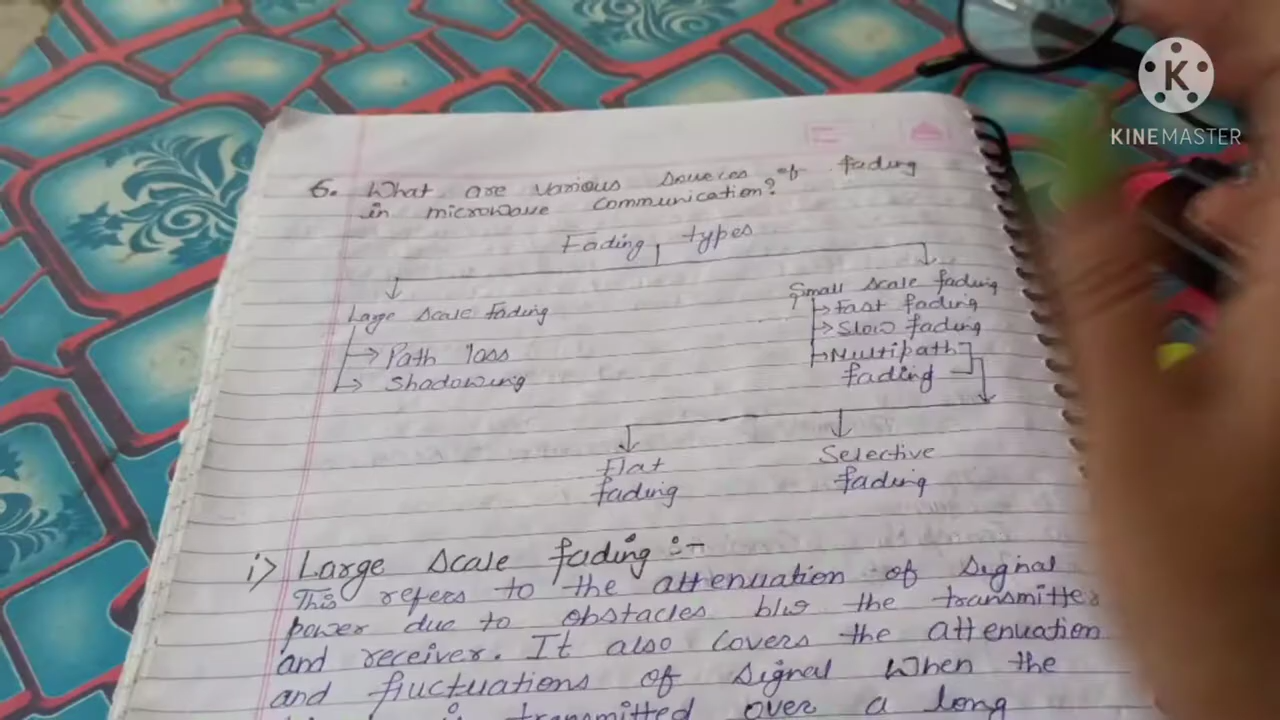 KINEMASTER
6. What are various sources of fading
in microwave communication?
Fading types
Large Scale Fading
→ Path loss
→ Shadowing
Small scale fading
→ Fast fading
→ Slow fading
→ Multipath
fading
Flat
fading
Selective
fading
i> Large Scale fading :-
This refers to the attenuation of signal
power due to obstacles b/w the transmitter
and receiver. It also covers the attenuation
and fluctuations of signal when the
transmitted over a long